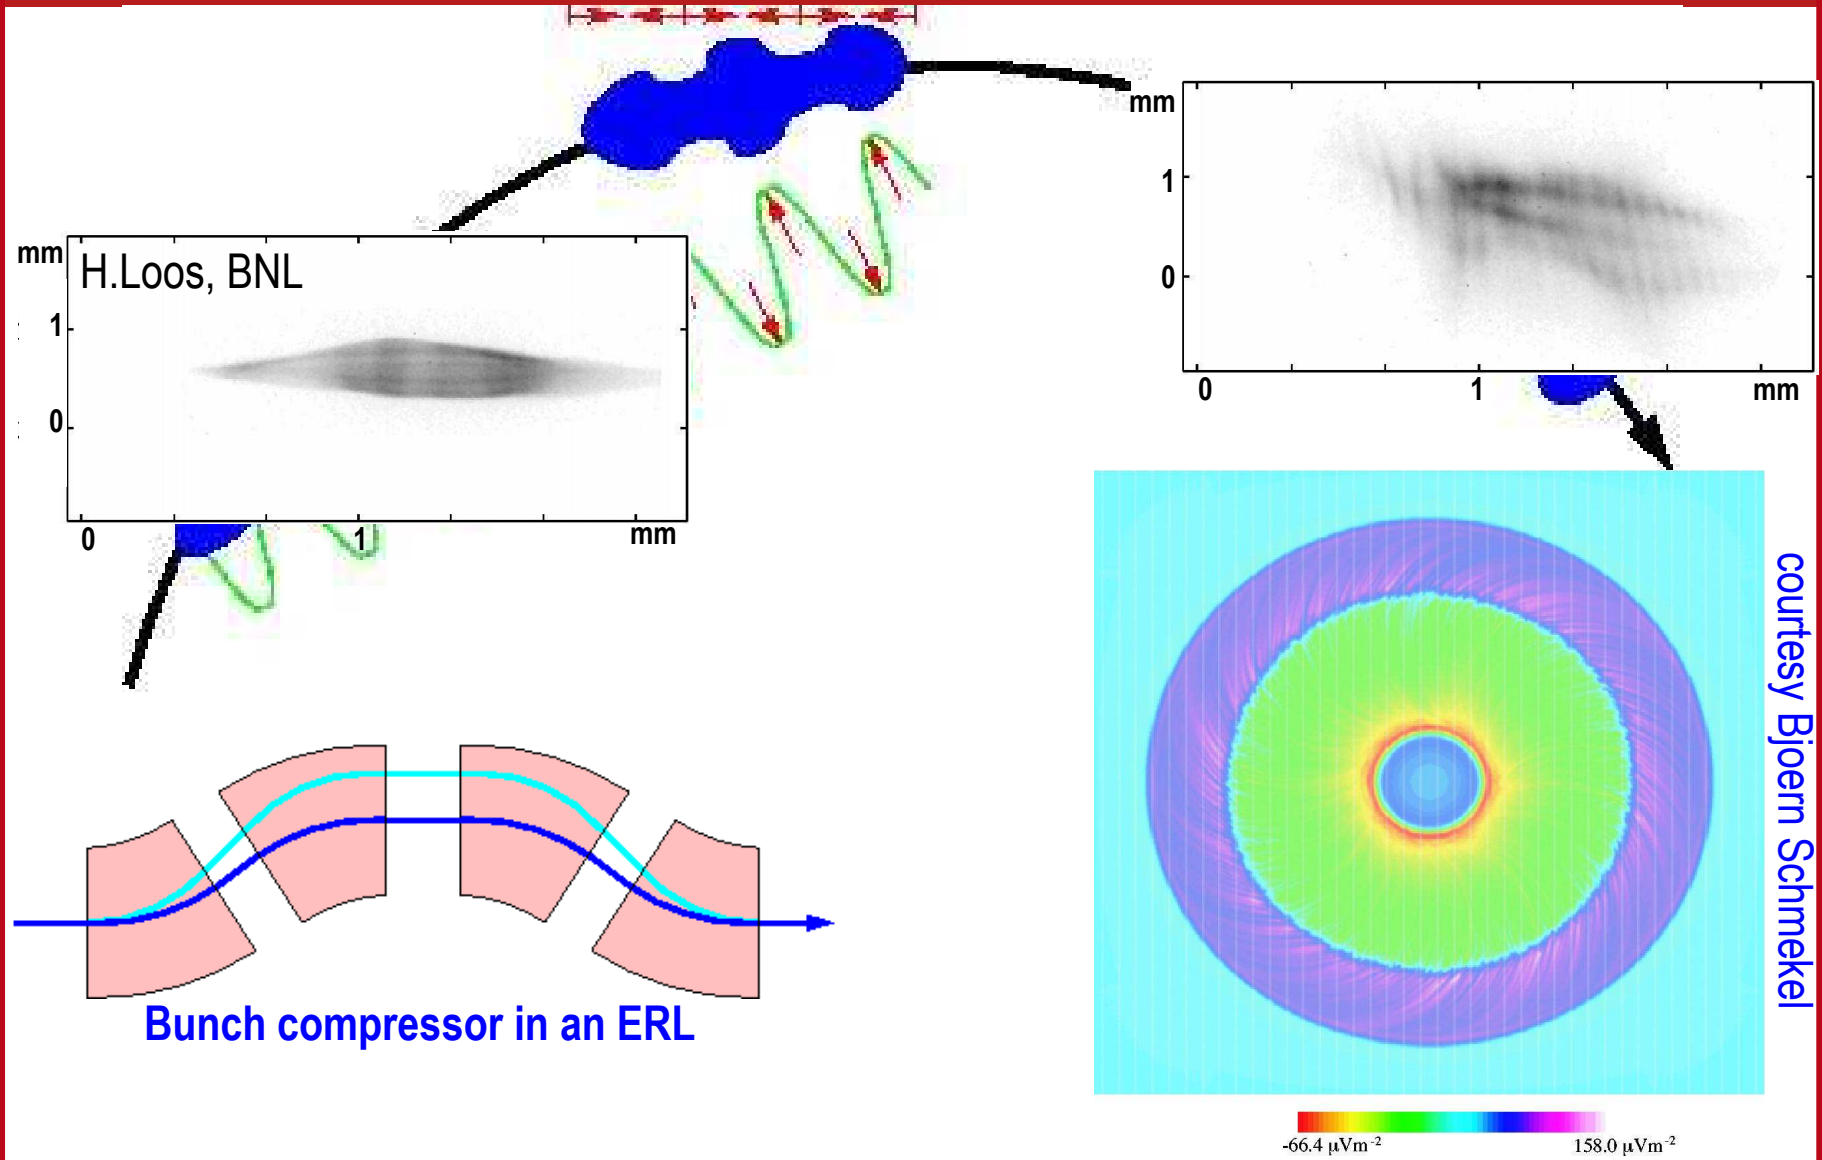 mm
1
0
0
1
mm
mm
H.Loos, BNL
1
0
0
1
mm
courtesy Bjoern Schmekel
Bunch compressor in an ERL
-66.4 µVm-2
158.0 µVm-2